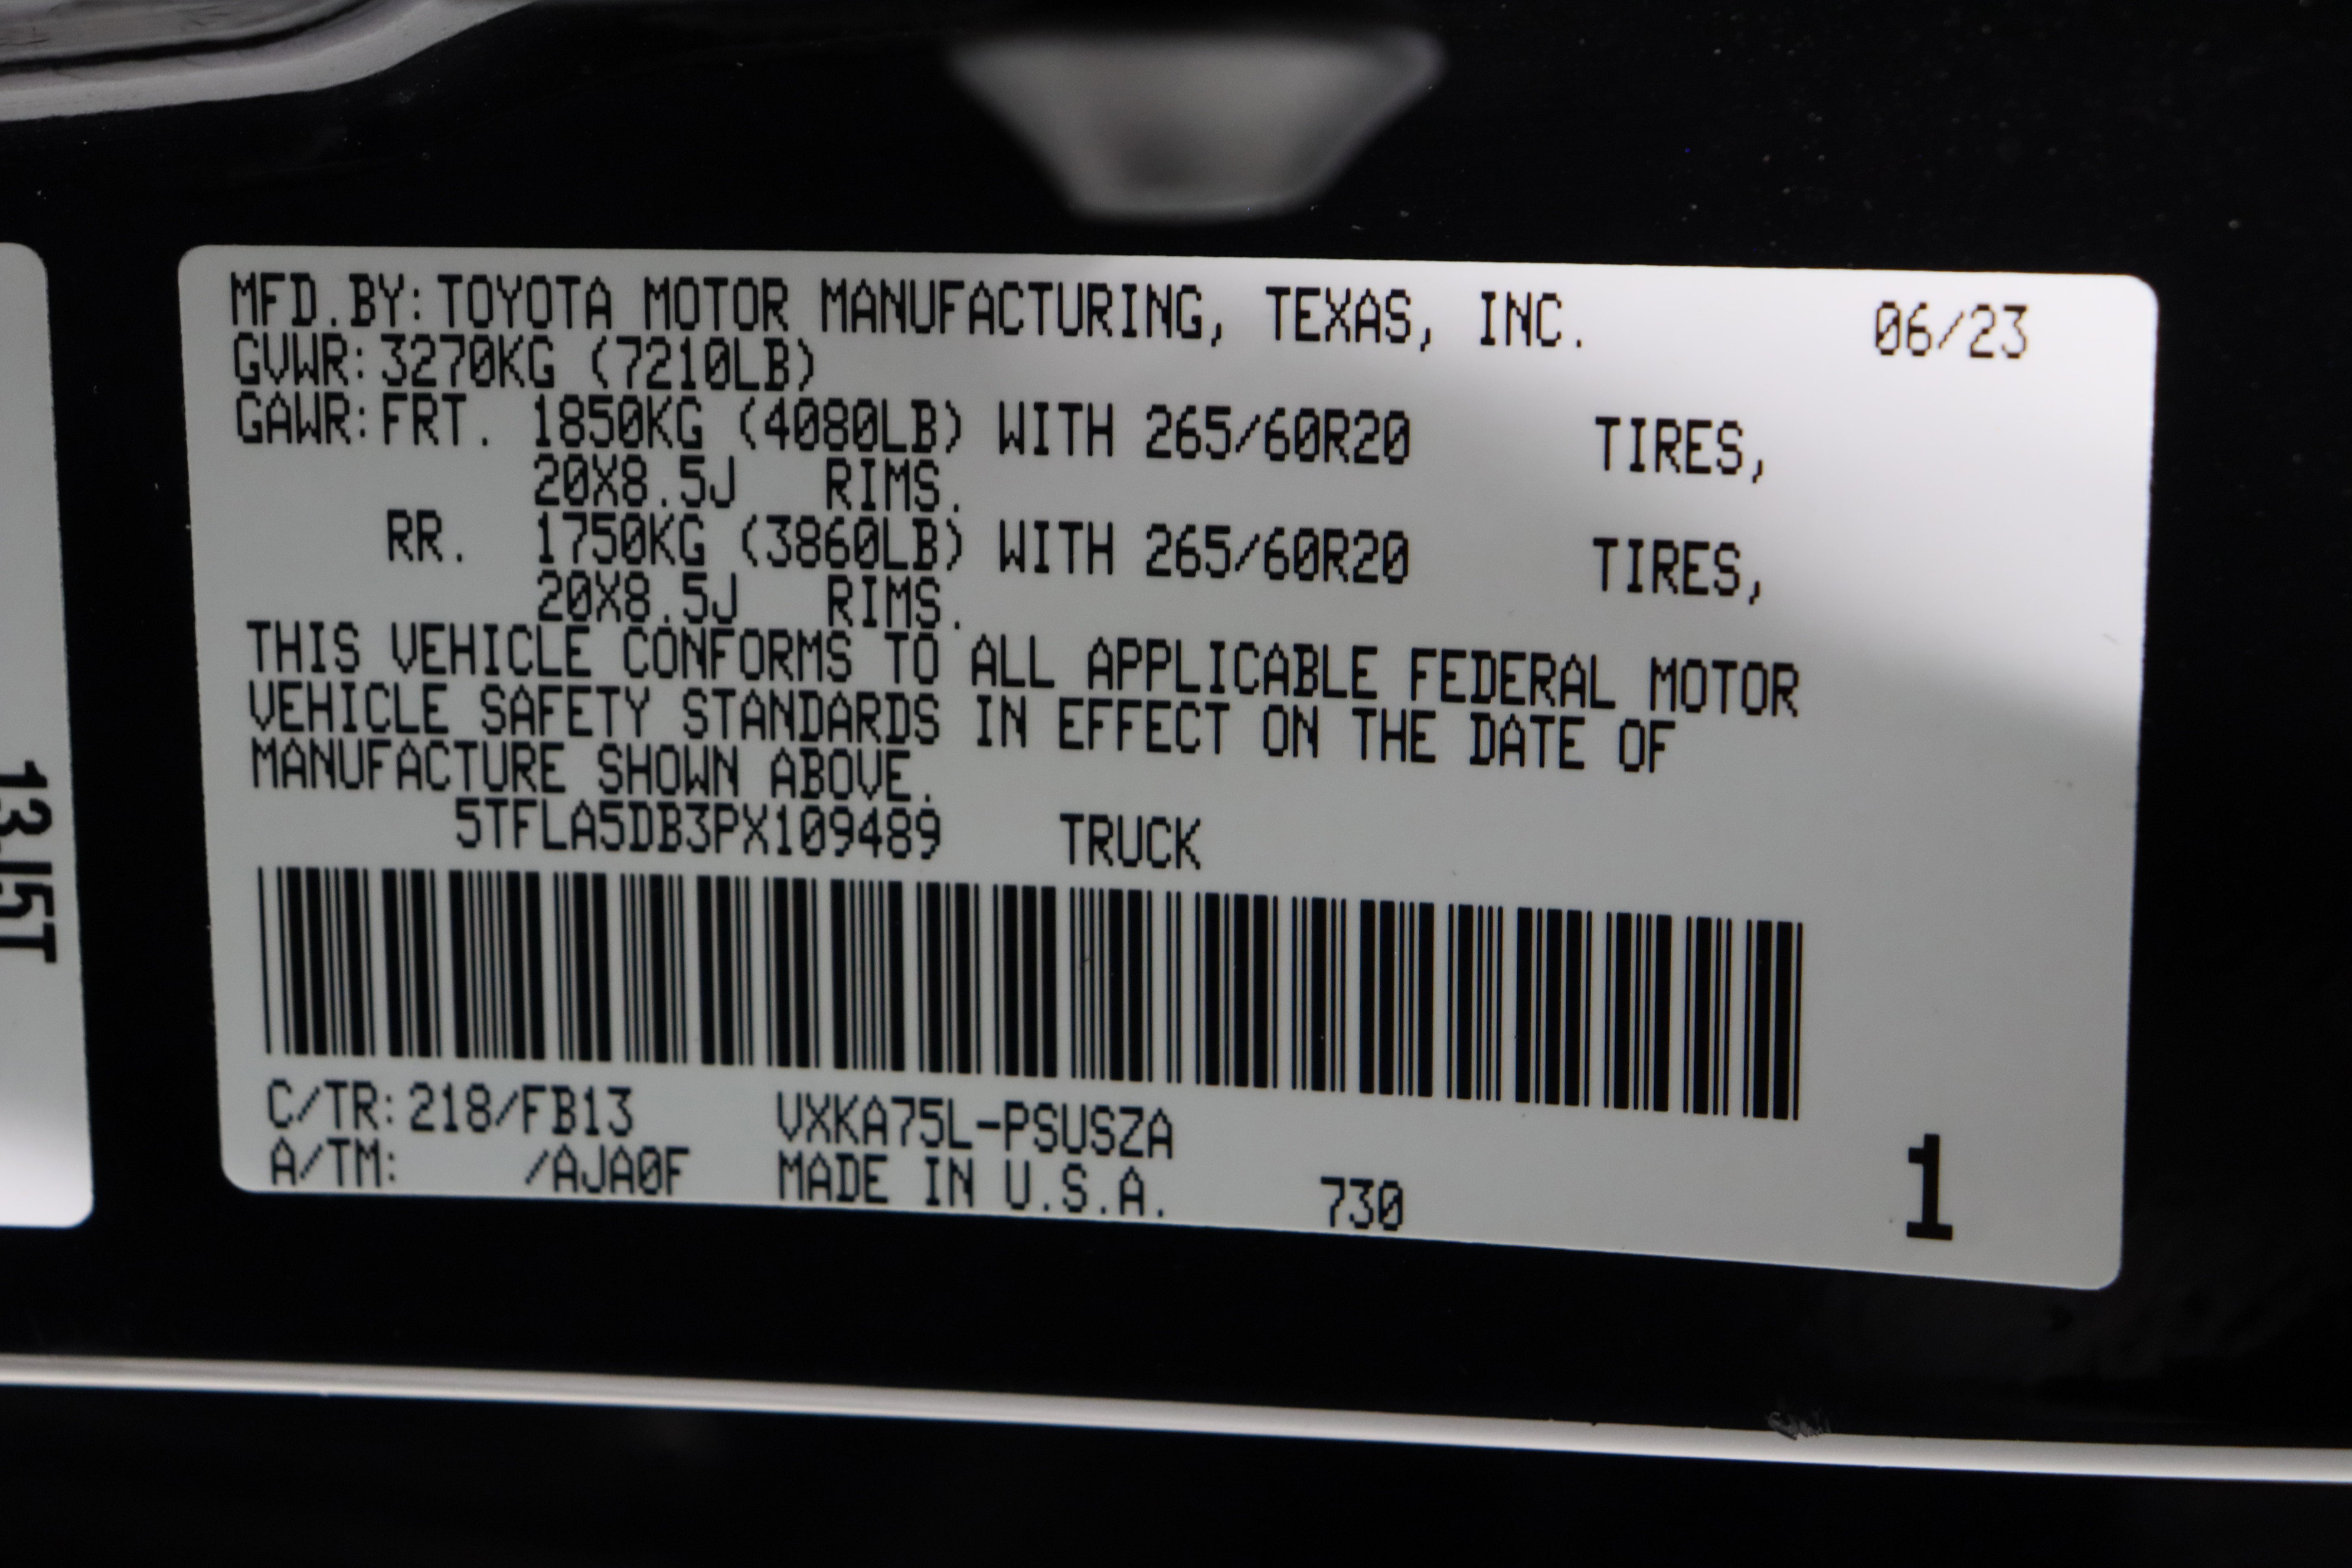 MFD.BY:TOYOTA MOTOR MANUFACTURING, TEXAS, INC. 06/23
GVWR:3270KG (7210LB)
GAWR:FRT. 1850KG (4080LB) WITH 265/60R20 TIRES,
20X8.5J RIMS.
RR. 1750KG (3860LB) WITH 265/60R20 TIRES,
20X8.5J RIMS.
THIS VEHICLE CONFORMS TO ALL APPLICABLE FEDERAL MOTOR
VEHICLE SAFETY STANDARDS IN EFFECT ON THE DATE OF
MANUFACTURE SHOWN ABOVE.
5TFLA5DB3PX109489 TRUCK
C/TR:218/FB13 VXKA75L-PSUSZA
A/TM: /AJA0F MADE IN U.S.A. 730 1